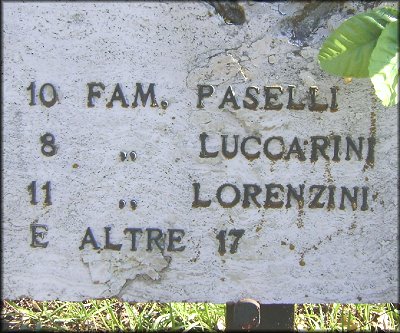 10 FAM. PASELLI
8 „ LUCCARINI
11 „ LORENZINI
E ALTRE 17